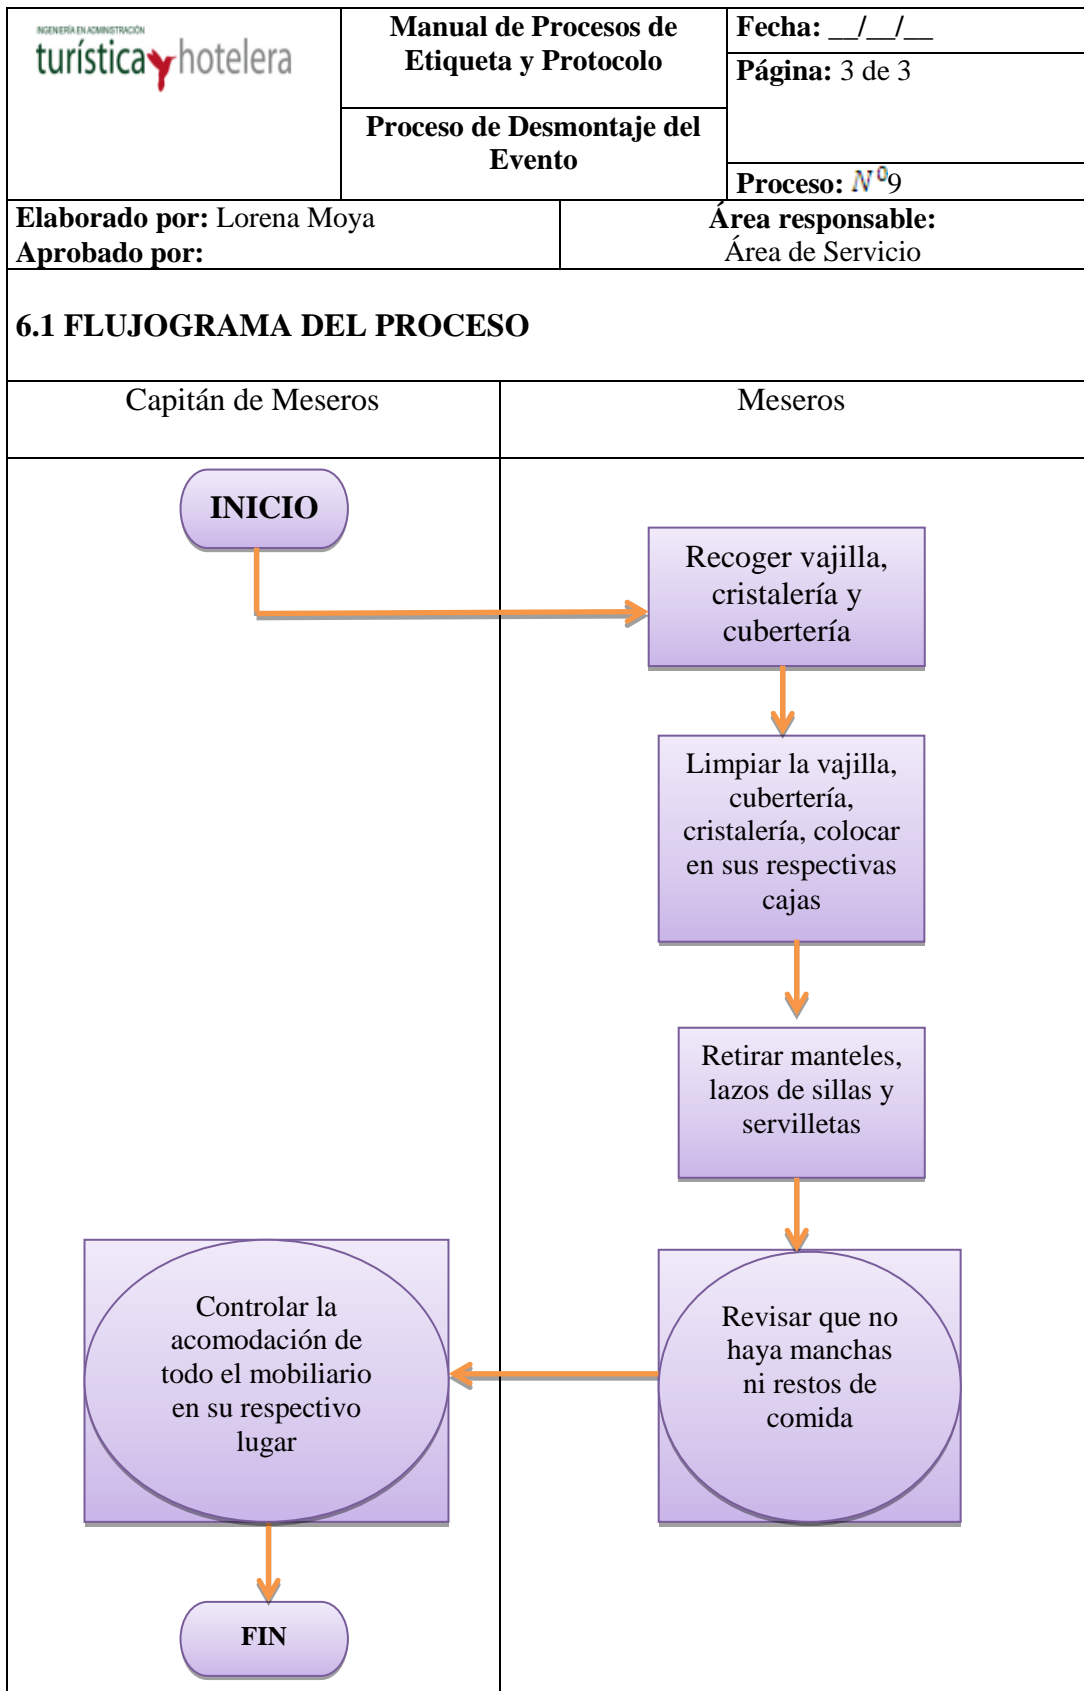 INGENIERÍA EN ADMINISTRACIÓN
turística y hotelera
Manual de Procesos de
Etiqueta y Protocolo
Fecha: __/__/__
Página: 3 de 3
Proceso de Desmontaje del
Evento
Proceso: N⁰9
Elaborado por: Lorena Moya
Aprobado por:
Área responsable:
Área de Servicio
6.1 FLUJOGRAMA DEL PROCESO
Capitán de Meseros
Meseros
INICIO
Recoger vajilla,
cristalería y
cubertería
Limpiar la vajilla,
cubertería,
cristalería, colocar
en sus respectivas
cajas
Retirar manteles,
lazos de sillas y
servilletas
Revisar que no
haya manchas
ni restos de
comida
Controlar la
acomodación de
todo el mobiliario
en su respectivo
lugar
FIN